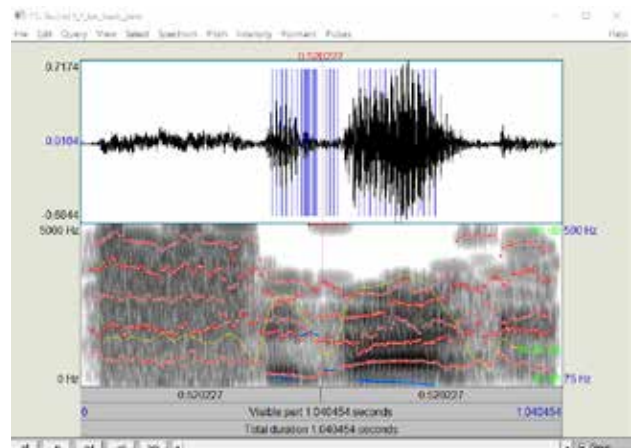 File Edit Query View Select Spectrum Pitch Intensity Formant Pulses Help
0.520227
0.7174
0.0104
-0.6844
5000 Hz
500 Hz
0 Hz
75 Hz
0.520227 0.520227
0 Visible part 1.040454 seconds 1.040454
Total duration 1.040454 seconds